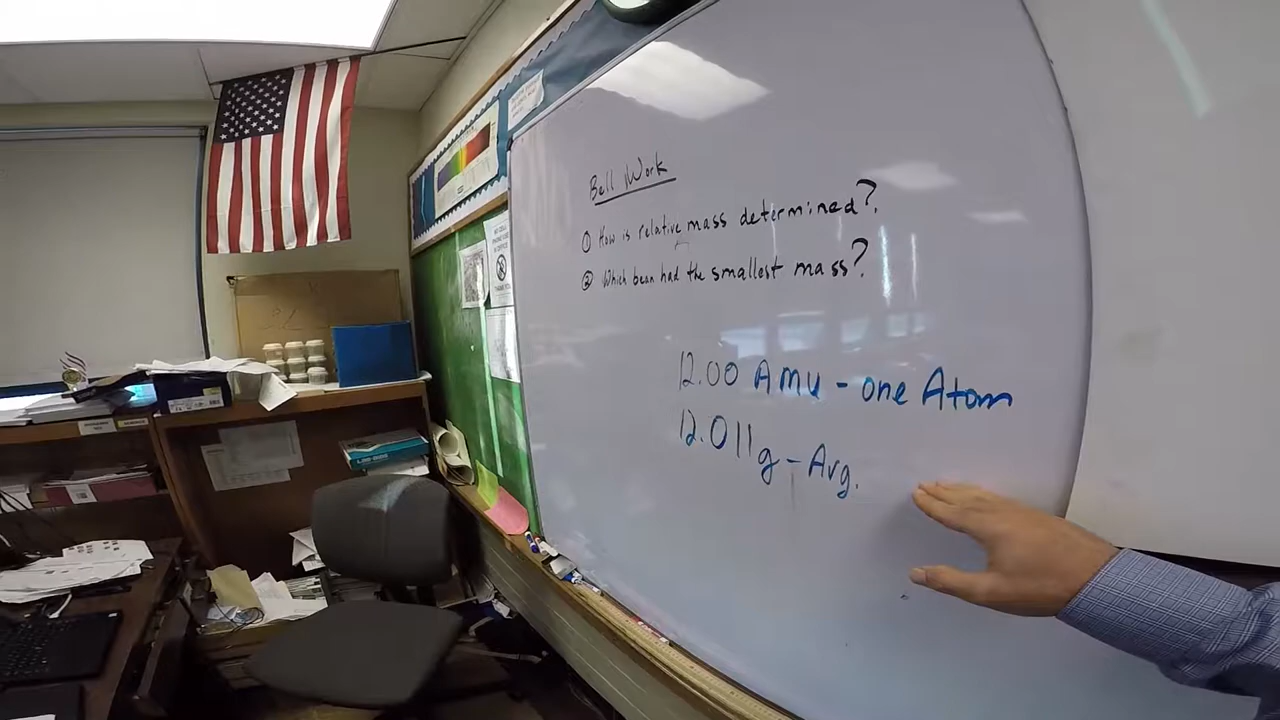 Bell Work
① How is relative mass determined?
② Which bean had the smallest mass?
12.00 AMU - one Atom
12.011g - Avg.